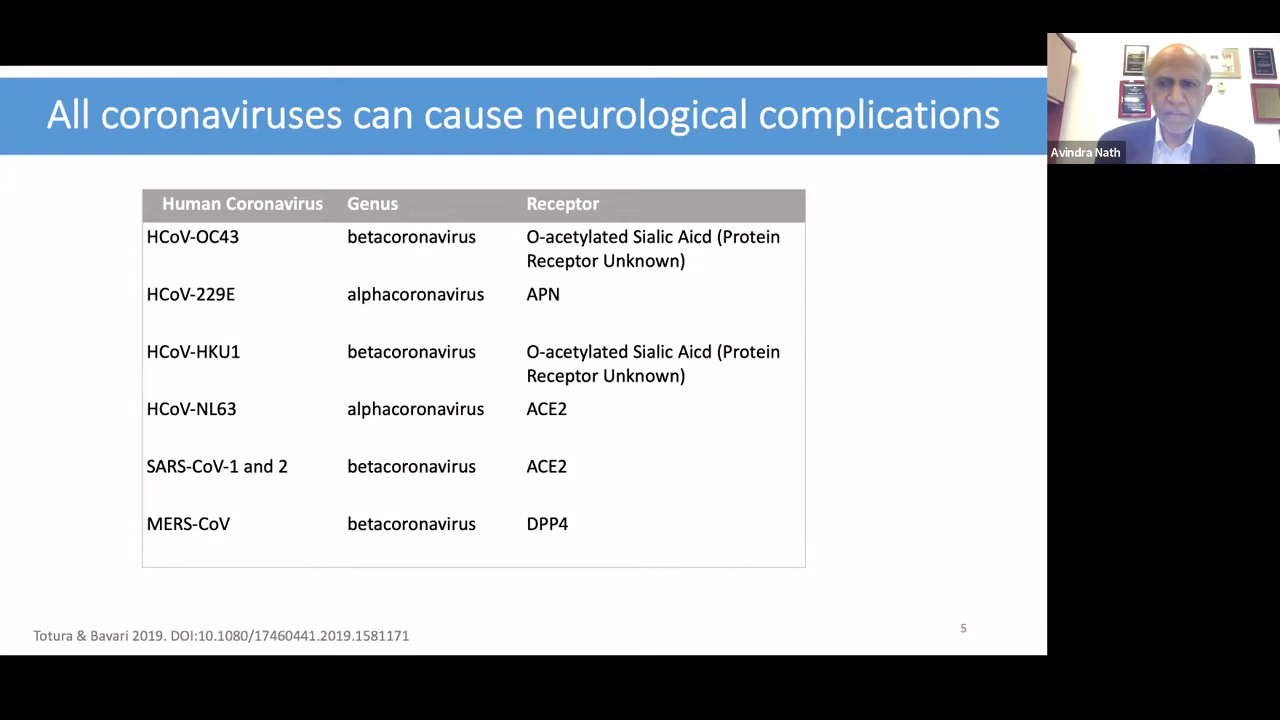 All coronaviruses can cause neurological complications
Avindra Nath
Human Coronavirus Genus Receptor
HCoV-OC43 betacoronavirus O-acetylated Sialic Aicd (Protein
Receptor Unknown)
HCoV-229E alphacoronavirus APN
HCoV-HKU1 betacoronavirus O-acetylated Sialic Aicd (Protein
Receptor Unknown)
HCoV-NL63 alphacoronavirus ACE2
SARS-CoV-1 and 2 betacoronavirus ACE2
MERS-CoV betacoronavirus DPP4
Totura & Bavari 2019. DOI:10.1080/17460441.2019.1581171
5